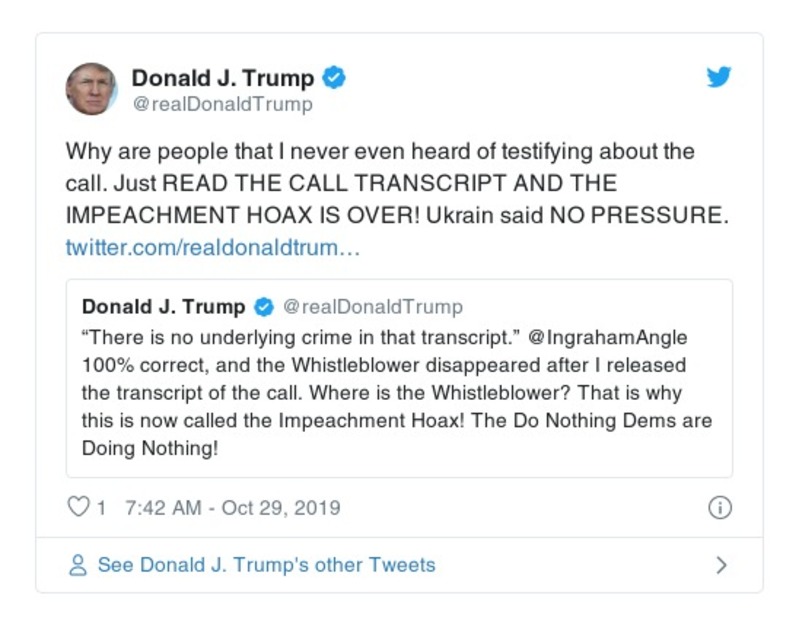 Donald J. Trump
@realDonaldTrump
Why are people that I never even heard of testifying about the
call. Just READ THE CALL TRANSCRIPT AND THE
IMPEACHMENT HOAX IS OVER! Ukrain said NO PRESSURE.
twitter.com/realdonaldtrum…
Donald J. Trump @realDonaldTrump
“There is no underlying crime in that transcript.” @IngrahamAngle
100% correct, and the Whistleblower disappeared after I released
the transcript of the call. Where is the Whistleblower? That is why
this is now called the Impeachment Hoax! The Do Nothing Dems are
Doing Nothing!
1 7:42 AM - Oct 29, 2019
See Donald J. Trump's other Tweets